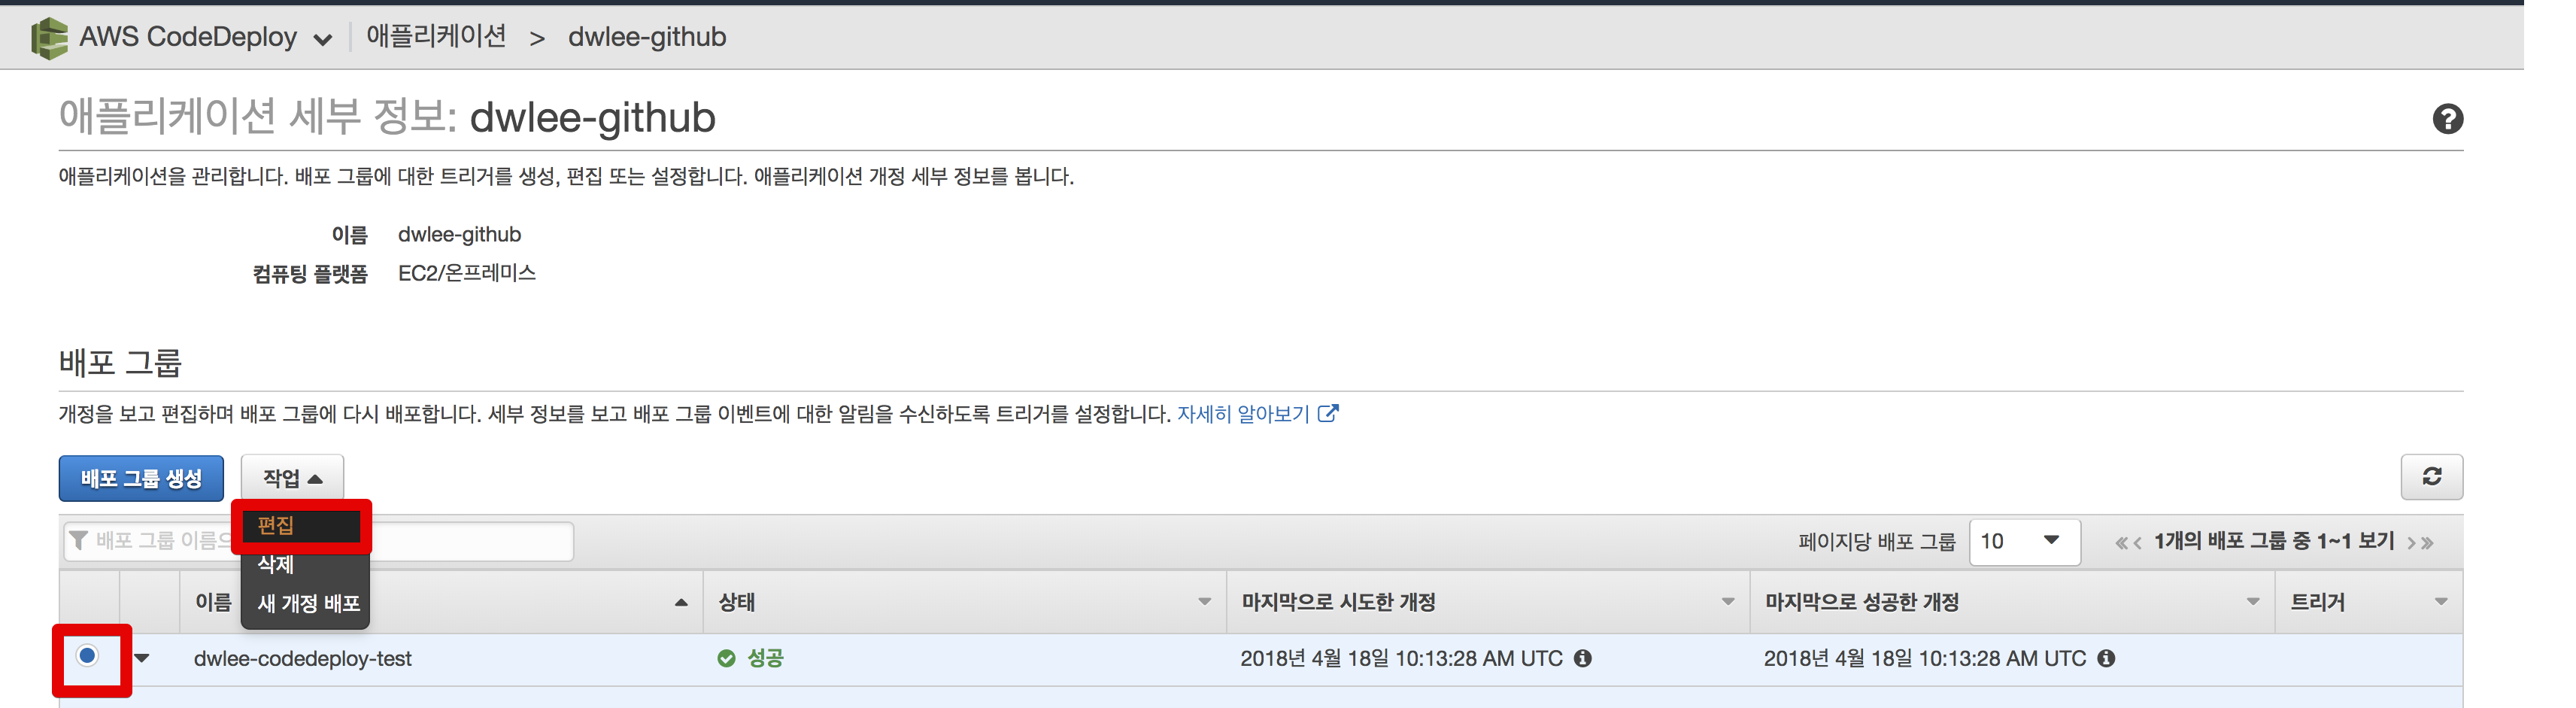 AWS CodeDeploy 애플리케이션 > dwlee-github
애플리케이션 세부 정보: dwlee-github
애플리케이션을 관리합니다. 배포 그룹에 대한 트리거를 생성, 편집 또는 설정합니다. 애플리케이션 개정 세부 정보를 봅니다.
이름 dwlee-github
컴퓨팅 플랫폼 EC2/온프레미스
배포 그룹
개정을 보고 편집하며 배포 그룹에 다시 배포합니다. 세부 정보를 보고 배포 그룹 이벤트에 대한 알림을 수신하도록 트리거를 설정합니다. 자세히 알아보기
배포 그룹 생성 작업
편집
삭제
새 개정 배포
배포 그룹 페이지당 배포 그룹 10 « < 1개의 배포 그룹 중 1~1 보기 > »
이름 상태 마지막으로 시도한 개정 마지막으로 성공한 개정 트리거
dwlee-codedeploy-test 성공 2018년 4월 18일 10:13:28 AM UTC 2018년 4월 18일 10:13:28 AM UTC